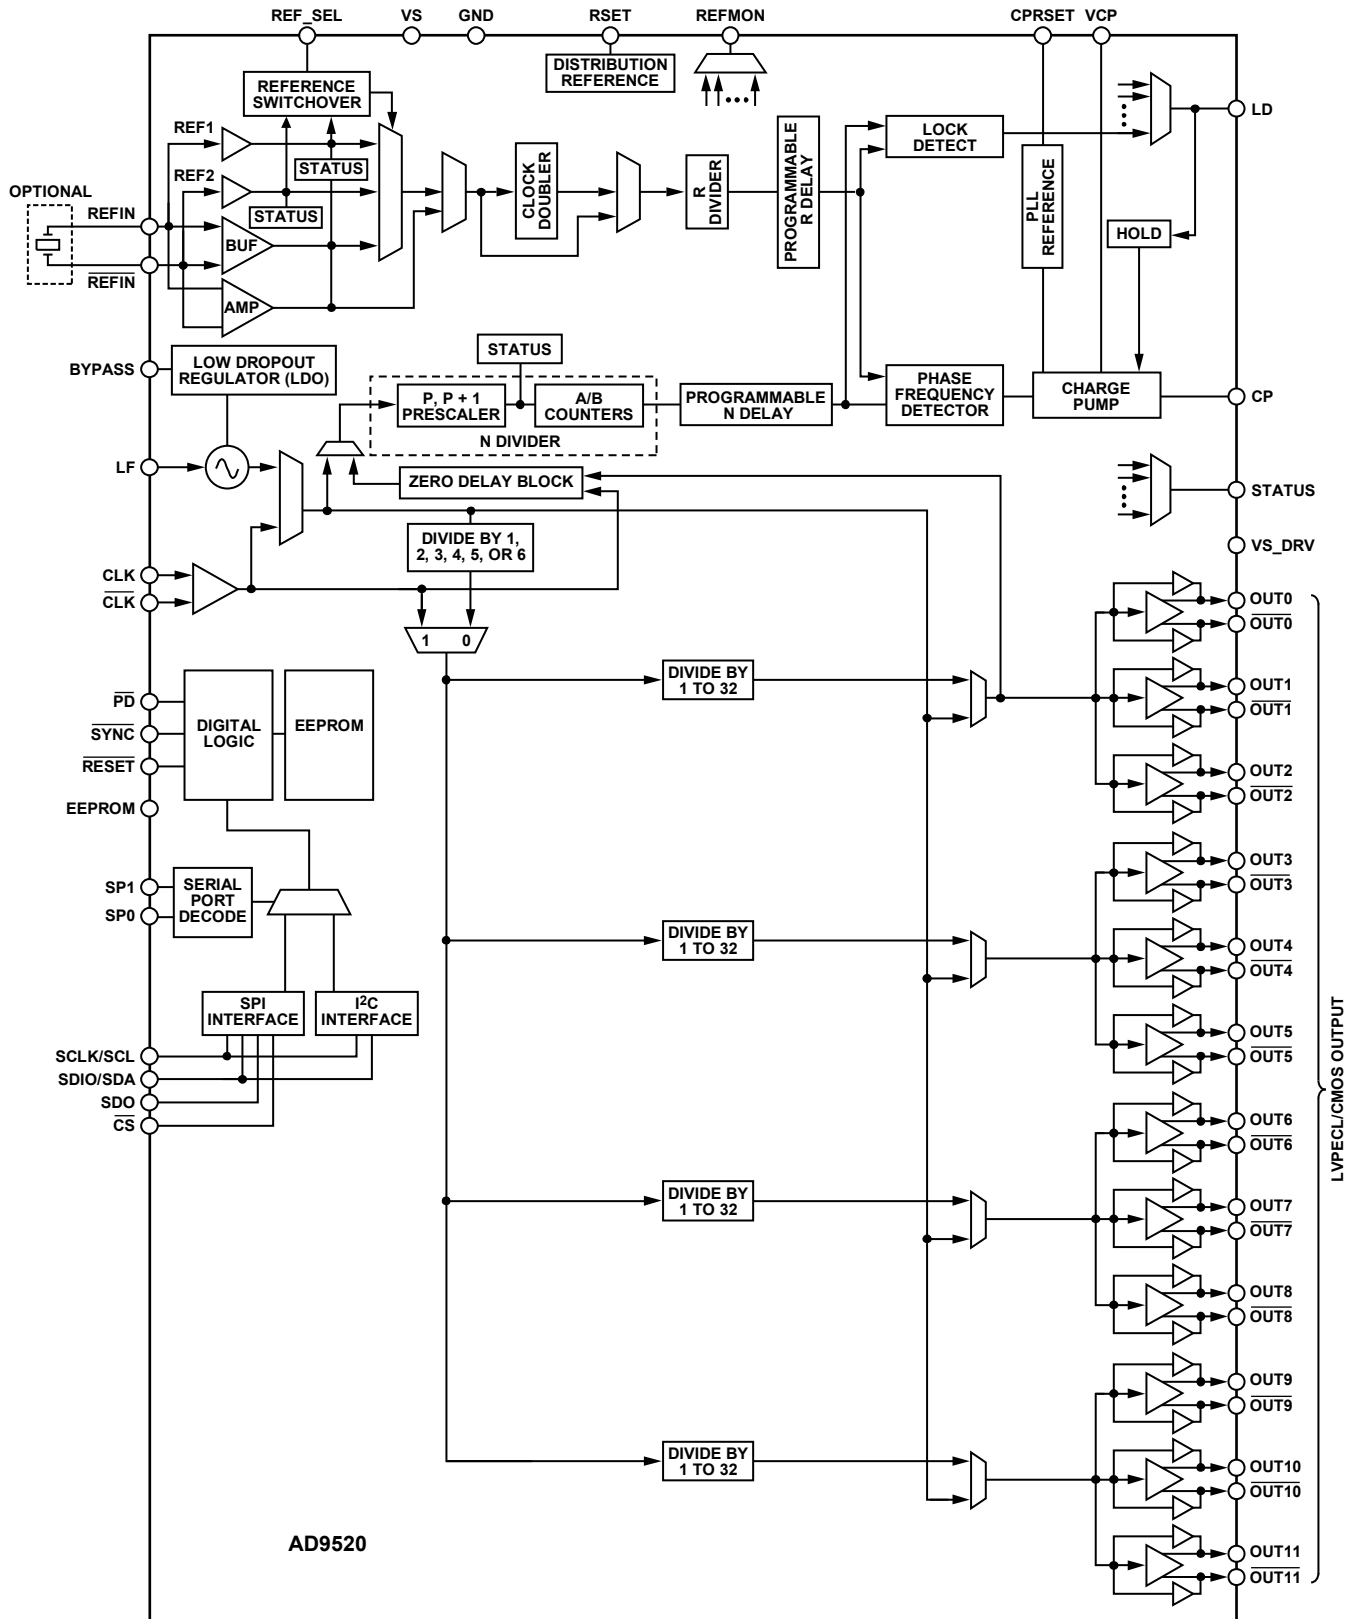 REF_SEL
VS
GND
RSET
REFMON
CPRSET
VCP
DISTRIBUTION
REFERENCE
REFERENCE
SWITCHOVER
REF1
REF2
STATUS
STATUS
OPTIONAL
REFIN
REFIN
BUF
AMP
CLOCK
DOUBLER
R
DIVIDER
PROGRAMMABLE
R DELAY
LOCK
DETECT
PLL
REFERENCE
HOLD
LD
BYPASS
LOW DROPOUT
REGULATOR (LDO)
STATUS
P, P + 1
PRESCALER
A/B
COUNTERS
N DIVIDER
PROGRAMMABLE
N DELAY
PHASE
FREQUENCY
DETECTOR
CHARGE
PUMP
CP
LF
ZERO DELAY BLOCK
STATUS
DIVIDE BY 1,
2, 3, 4, 5, OR 6
VS_DRV
CLK
CLK
1 0
OUT0
OUT0
DIVIDE BY
1 TO 32
OUT1
OUT1
OUT2
OUT2
PD
SYNC
RESET
DIGITAL
LOGIC
EEPROM
EEPROM
SP1
SP0
SERIAL
PORT
DECODE
OUT3
OUT3
DIVIDE BY
1 TO 32
OUT4
OUT4
OUT5
OUT5
SPI
INTERFACE
I2C
INTERFACE
SCLK/SCL
SDIO/SDA
SDO
CS
LVPECL/CMOS OUTPUT
OUT6
OUT6
DIVIDE BY
1 TO 32
OUT7
OUT7
OUT8
OUT8
OUT9
OUT9
DIVIDE BY
1 TO 32
OUT10
OUT10
OUT11
OUT11
AD9520